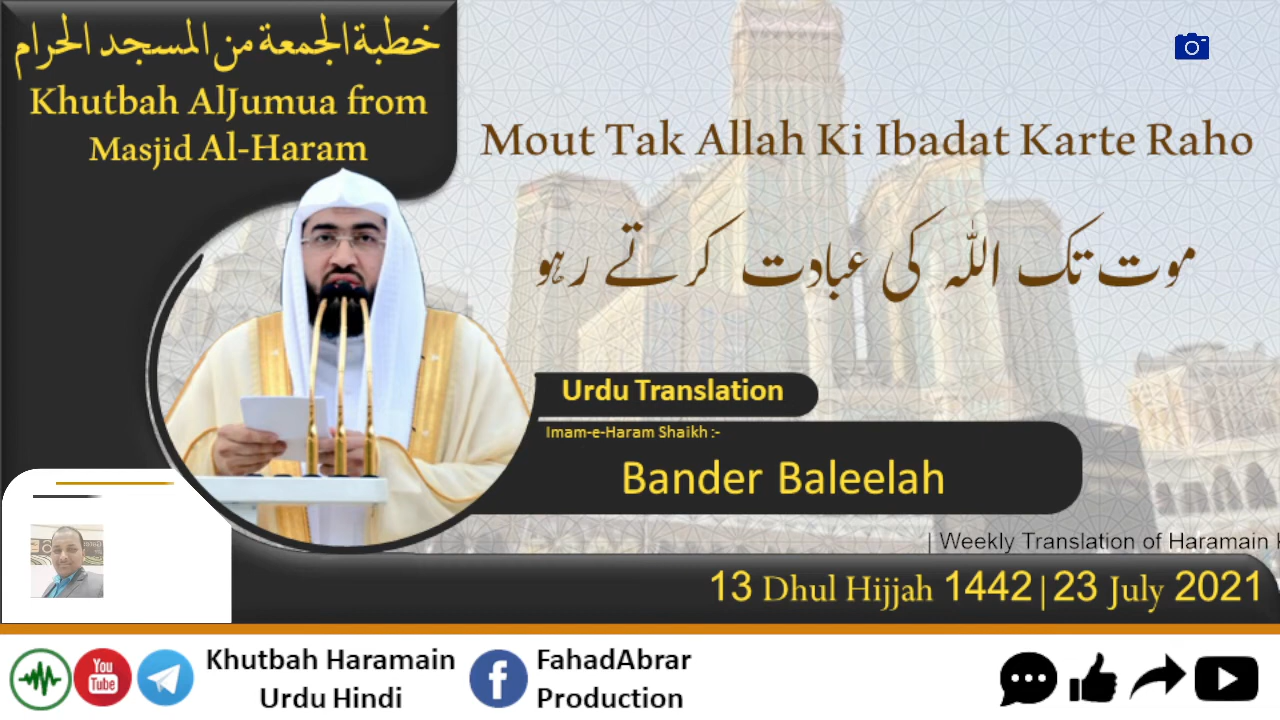 خطبة الجمعة من المسجد الحرام
Khutbah AlJumua from
Masjid Al-Haram
Mout Tak Allah Ki Ibadat Karte Raho
موت تک اللہ کی عبادت کرتے رہو
Urdu Translation
Imam-e-Haram Shaikh :-
Bander Baleelah
| Weekly Translation of Haramain
13 Dhul Hijjah 1442 | 23 July 2021
You
Tube
Khutbah Haramain
Urdu Hindi
FahadAbrar
Production